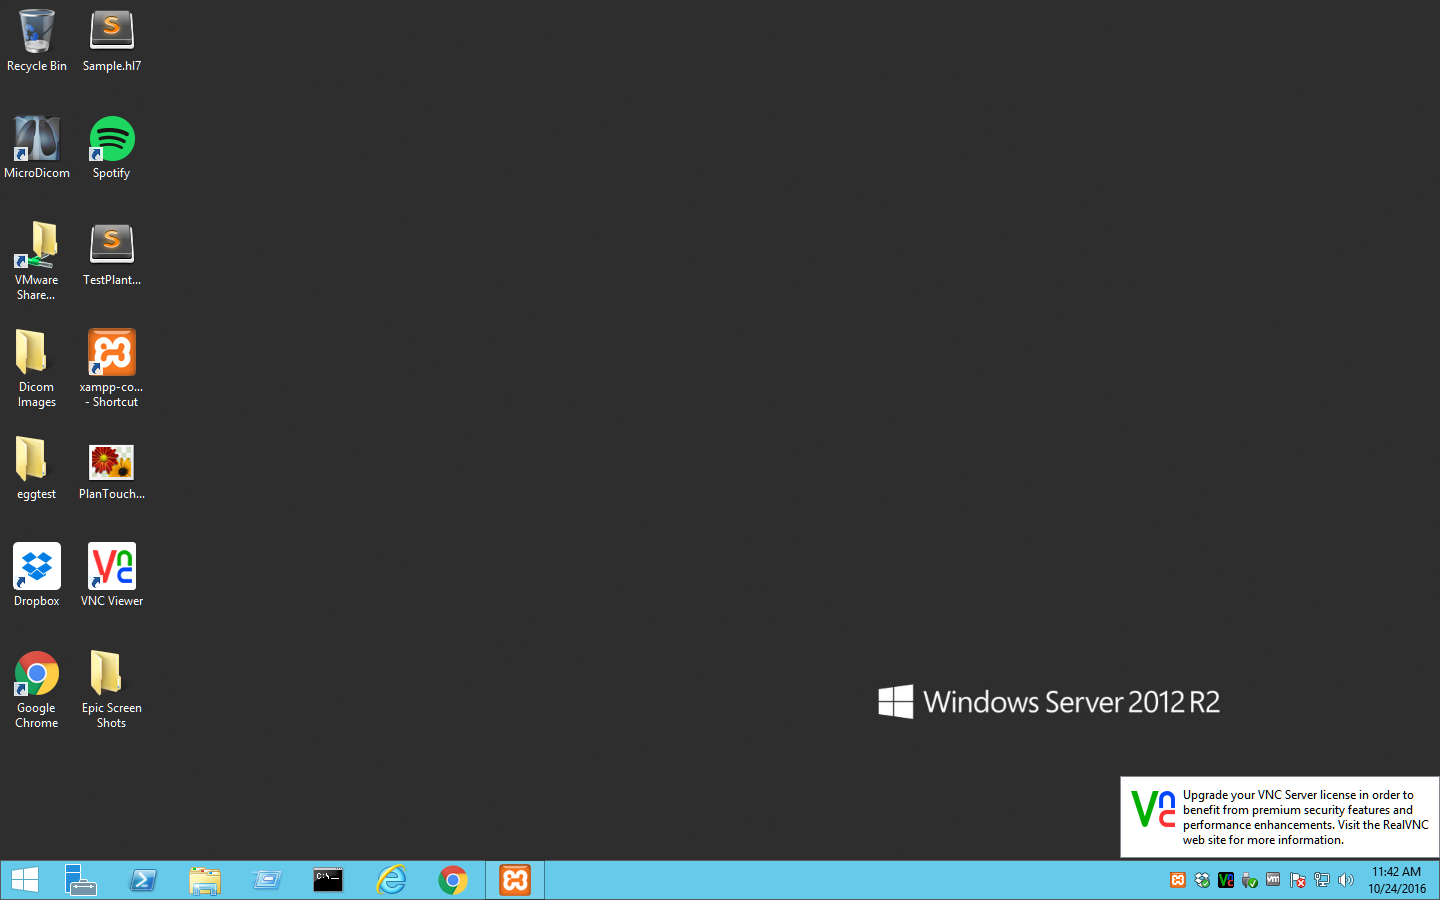 Recycle Bin
Sample.hl7
MicroDicom
Spotify
VMware
Share...
TestPlant...
Dicom
Images
xampp-co...
- Shortcut
eggtest
PlanTouch...
Dropbox
VNC Viewer
Google
Chrome
Epic Screen
Shots
Windows Server 2012 R2
Upgrade your VNC Server license in order to
benefit from premium security features and
performance enhancements. Visit the RealVNC
web site for more information.
11:42 AM
10/24/2016